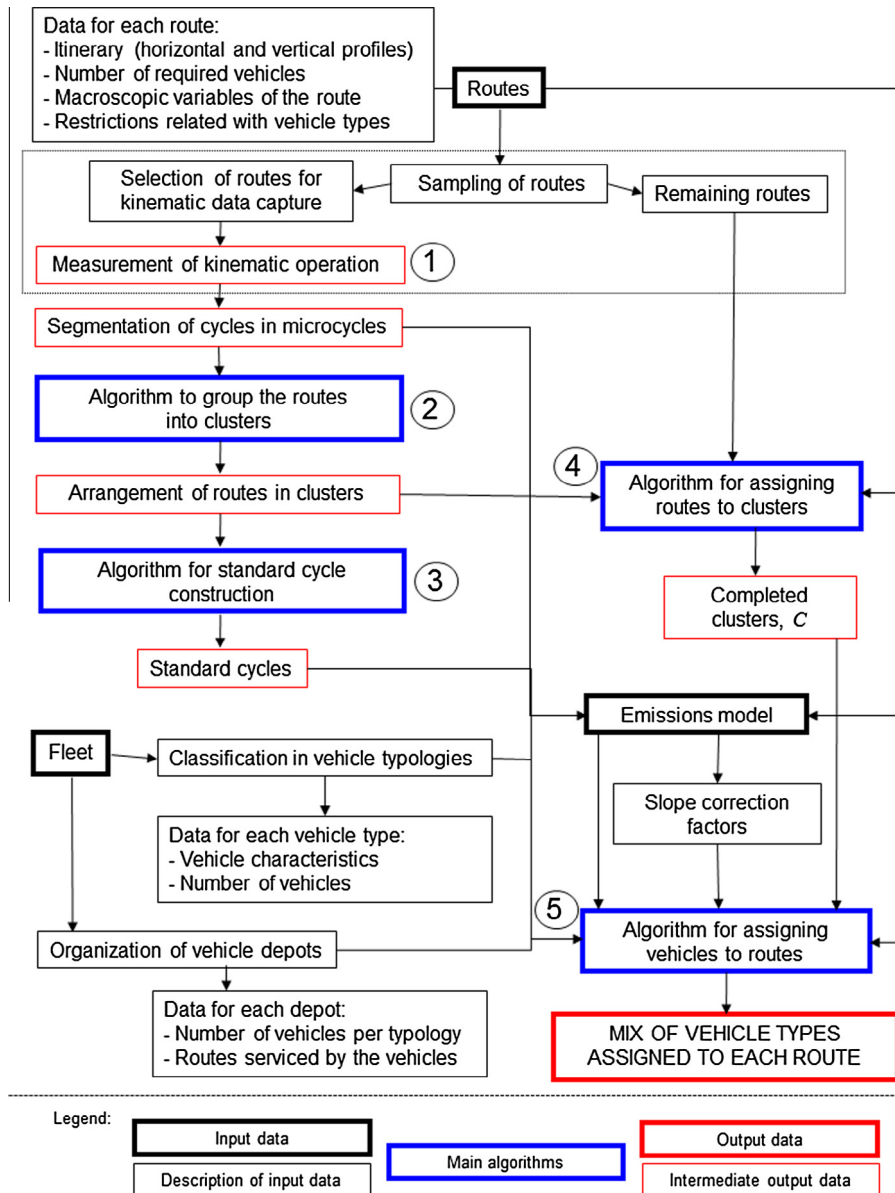 Data for each route:
- Itinerary (horizontal and vertical profiles)
- Number of required vehicles
- Macroscopic variables of the route
- Restrictions related with vehicle types
Routes
Selection of routes for
kinematic data capture
Sampling of routes
Remaining routes
Measurement of kinematic operation
1
Segmentation of cycles in microcycles
Algorithm to group the routes
into clusters
2
Arrangement of routes in clusters
4
Algorithm for assigning
routes to clusters
Algorithm for standard cycle
construction
3
Completed
clusters, C
Standard cycles
Emissions model
Fleet
Classification in vehicle typologies
Slope correction
factors
Data for each vehicle type:
- Vehicle characteristics
- Number of vehicles
5
Algorithm for assigning
vehicles to routes
Organization of vehicle depots
Data for each depot:
- Number of vehicles per typology
- Routes serviced by the vehicles
MIX OF VEHICLE TYPES
ASSIGNED TO EACH ROUTE
Legend:
Input data
Description of input data
Main algorithms
Output data
Intermediate output data